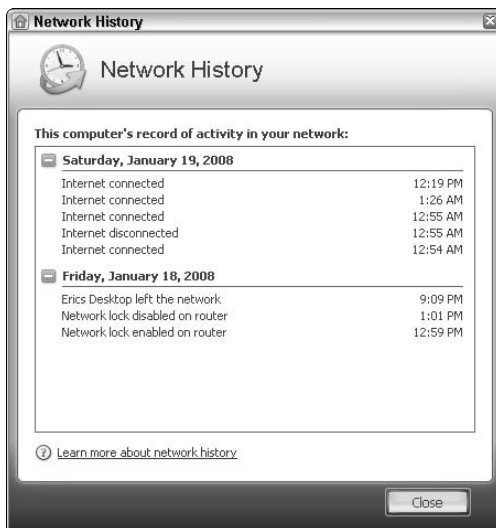 Network History
Network History
This computer's record of activity in your network:
Saturday, January 19, 2008
Internet connected 12:19 PM
Internet connected 1:26 AM
Internet connected 12:55 AM
Internet disconnected 12:55 AM
Internet connected 12:54 AM
Friday, January 18, 2008
Erics Desktop left the network 9:09 PM
Network lock disabled on router 1:01 PM
Network lock enabled on router 12:59 PM
? Learn more about network history
Close